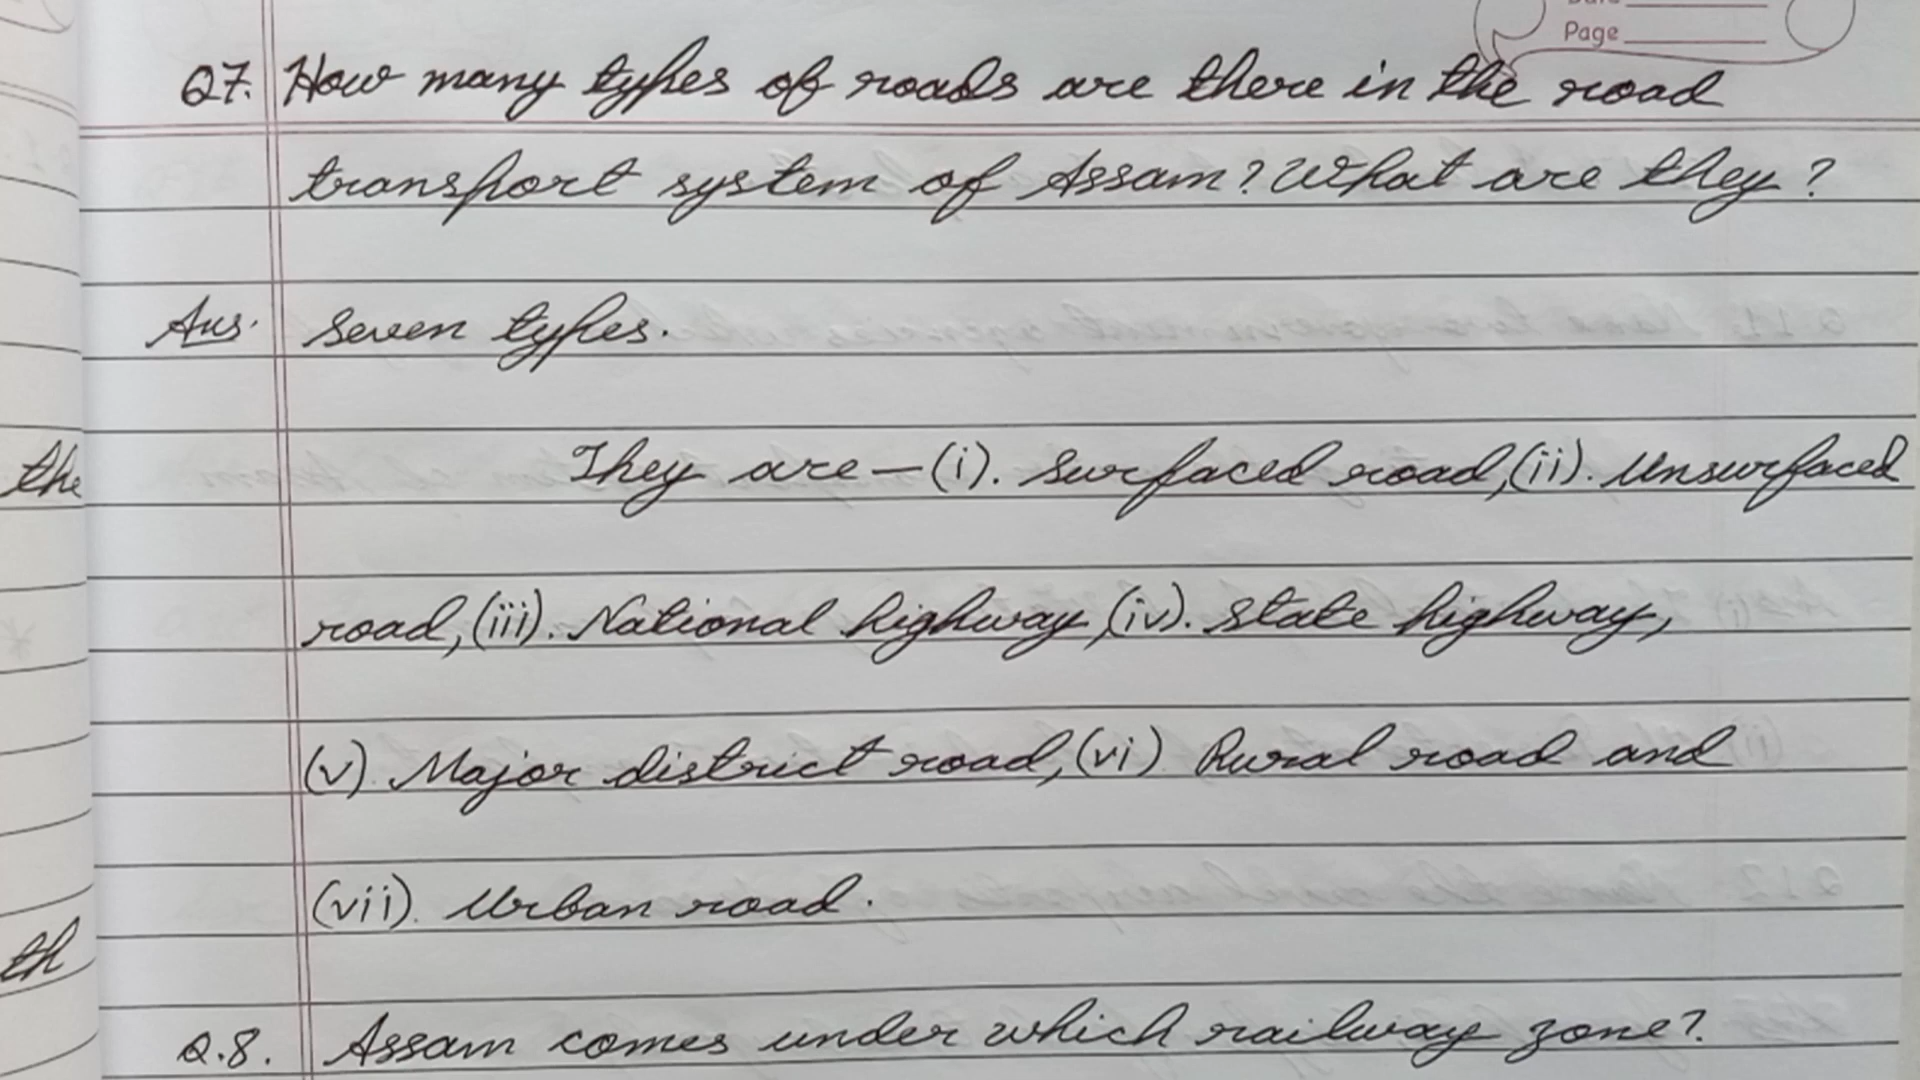 Page
Q7. How many types of roads are there in the road
transport system of Assam? What are they?
Ans. Seven types.
They are — (i). Surfaced road, (ii). Unsurfaced
the
road, (iii). National highway, (iv). State highway,
(v). Major district road, (vi) Rural road and
(vii). Urban road.
th
Q.8. Assam comes under which railway zone?